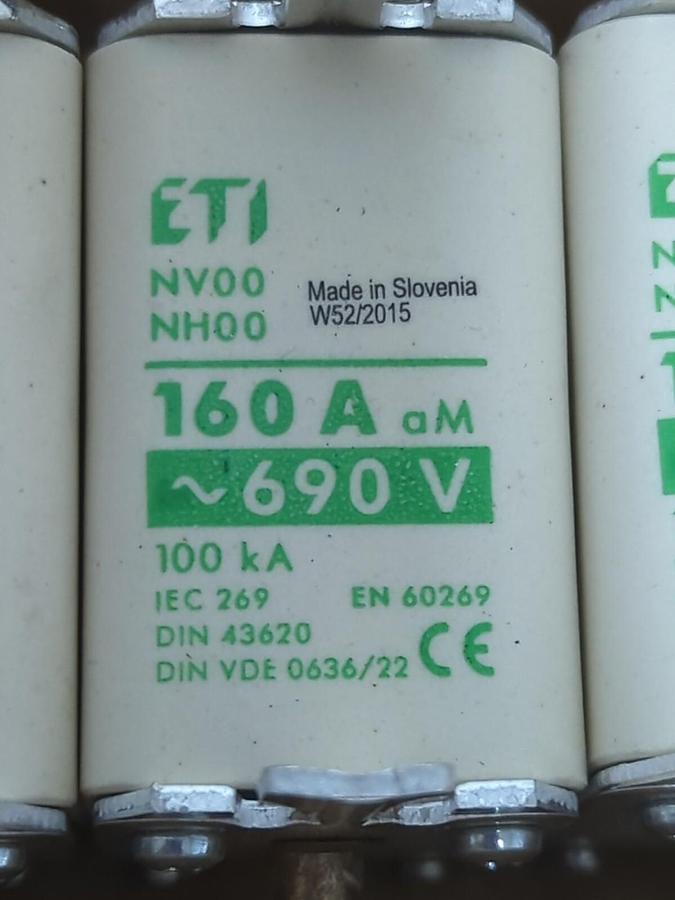 ETI
NV00
NH00
Made in Slovenia
W52/2015
160 A aM
~690 V
100 kA
IEC 269 EN 60269
DIN 43620
DIN VDE 0636/22 CE